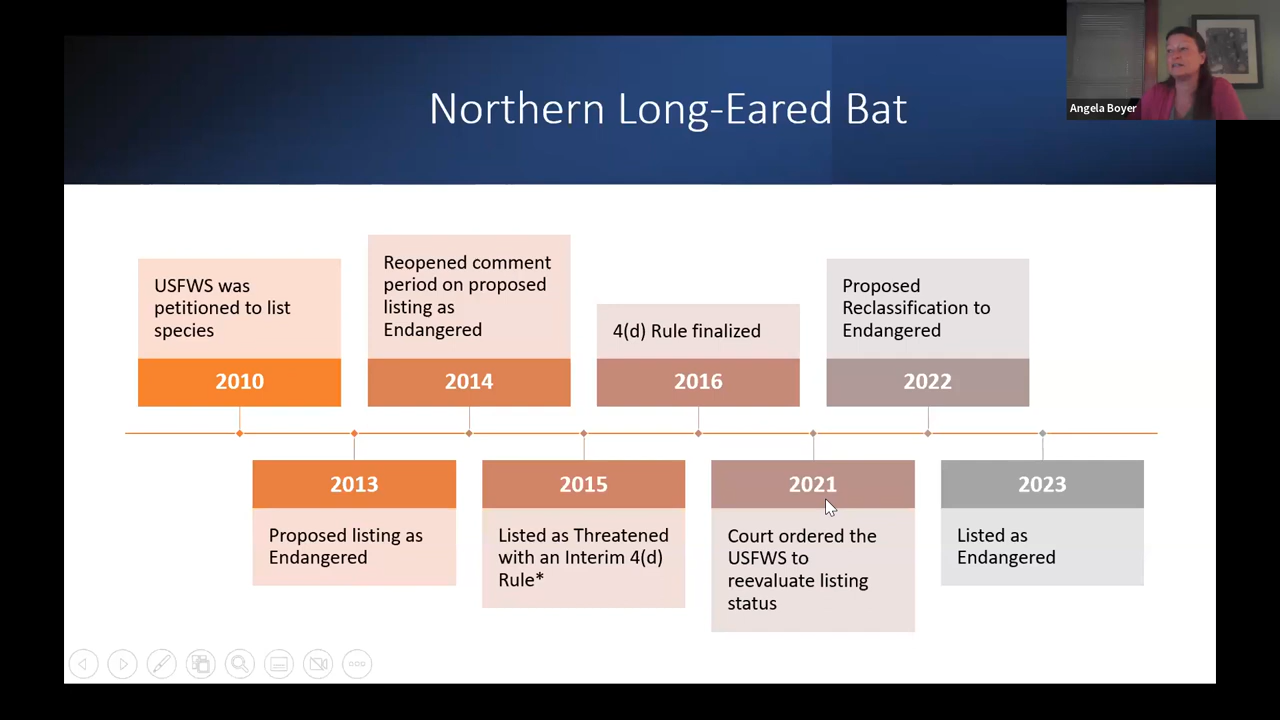 Northern Long-Eared Bat
Angela Boyer
USFWS was
petitioned to list
species
2010
Reopened comment
period on proposed
listing as
Endangered
2014
4(d) Rule finalized
2016
Proposed
Reclassification to
Endangered
2022
2013
Proposed listing as
Endangered
2015
Listed as Threatened
with an Interim 4(d)
Rule*
2021
Court ordered the
USFWS to
reevaluate listing
status
2023
Listed as
Endangered